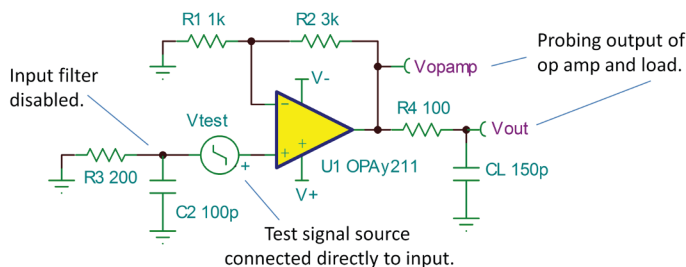 R1 1k
R2 3k
Probing output of
op amp and load.
Vopamp
Input filter
disabled.
V-
Vtest
R4 100
Vout
R3 200
+
U1 OPAy211
C2 100p
V+
CL 150p
Test signal source
connected directly to input.